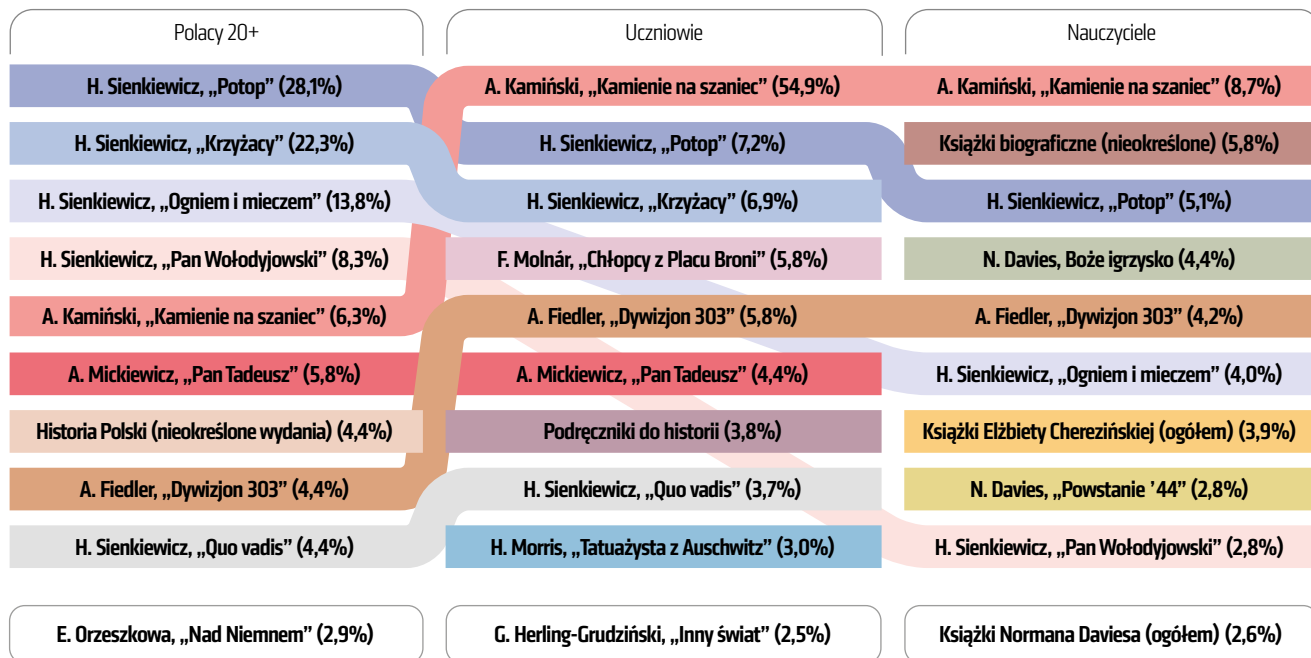 Polacy 20+
Uczniowie
Nauczyciele
H. Sienkiewicz, „Potop” (28,1%)
A. Kamiński, „Kamienie na szaniec” (54,9%)
A. Kamiński, „Kamienie na szaniec” (8,7%)
H. Sienkiewicz, „Krzyżacy” (22,3%)
H. Sienkiewicz, „Potop” (7,2%)
Książki biograficzne (nieokreślone) (5,8%)
H. Sienkiewicz, „Ogniem i mieczem” (13,8%)
H. Sienkiewicz, „Krzyżacy” (6,9%)
H. Sienkiewicz, „Potop” (5,1%)
H. Sienkiewicz, „Pan Wołodyjowski” (8,3%)
F. Molnár, „Chłopcy z Placu Broni” (5,8%)
N. Davies, Boże igrzysko (4,4%)
A. Kamiński, „Kamienie na szaniec” (6,3%)
A. Fiedler, „Dywizjon 303” (5,8%)
A. Fiedler, „Dywizjon 303” (4,2%)
A. Mickiewicz, „Pan Tadeusz” (5,8%)
A. Mickiewicz, „Pan Tadeusz” (4,4%)
H. Sienkiewicz, „Ogniem i mieczem” (4,0%)
Historia Polski (nieokreślone wydania) (4,4%)
Podręczniki do historii (3,8%)
Książki Elżbiety Cherezińskiej (ogółem) (3,9%)
A. Fiedler, „Dywizjon 303” (4,4%)
H. Sienkiewicz, „Quo vadis” (3,7%)
N. Davies, „Powstanie ’44” (2,8%)
H. Sienkiewicz, „Quo vadis” (4,4%)
H. Morris, „Tatuażysta z Auschwitz” (3,0%)
H. Sienkiewicz, „Pan Wołodyjowski” (2,8%)
E. Orzeszkowa, „Nad Niemnem” (2,9%)
G. Herling-Grudziński, „Inny świat” (2,5%)
Książki Normana Daviesa (ogółem) (2,6%)